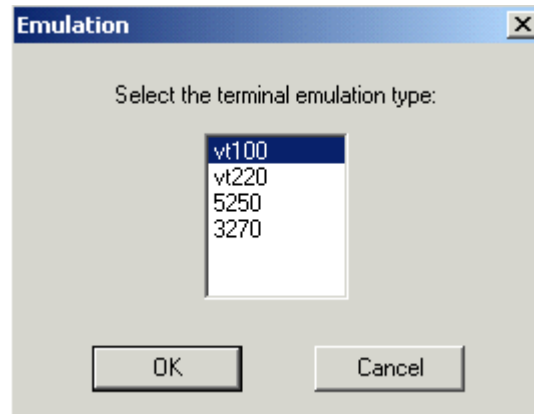 Emulation
Select the terminal emulation type:
vt100
vt220
5250
3270
OK
Cancel